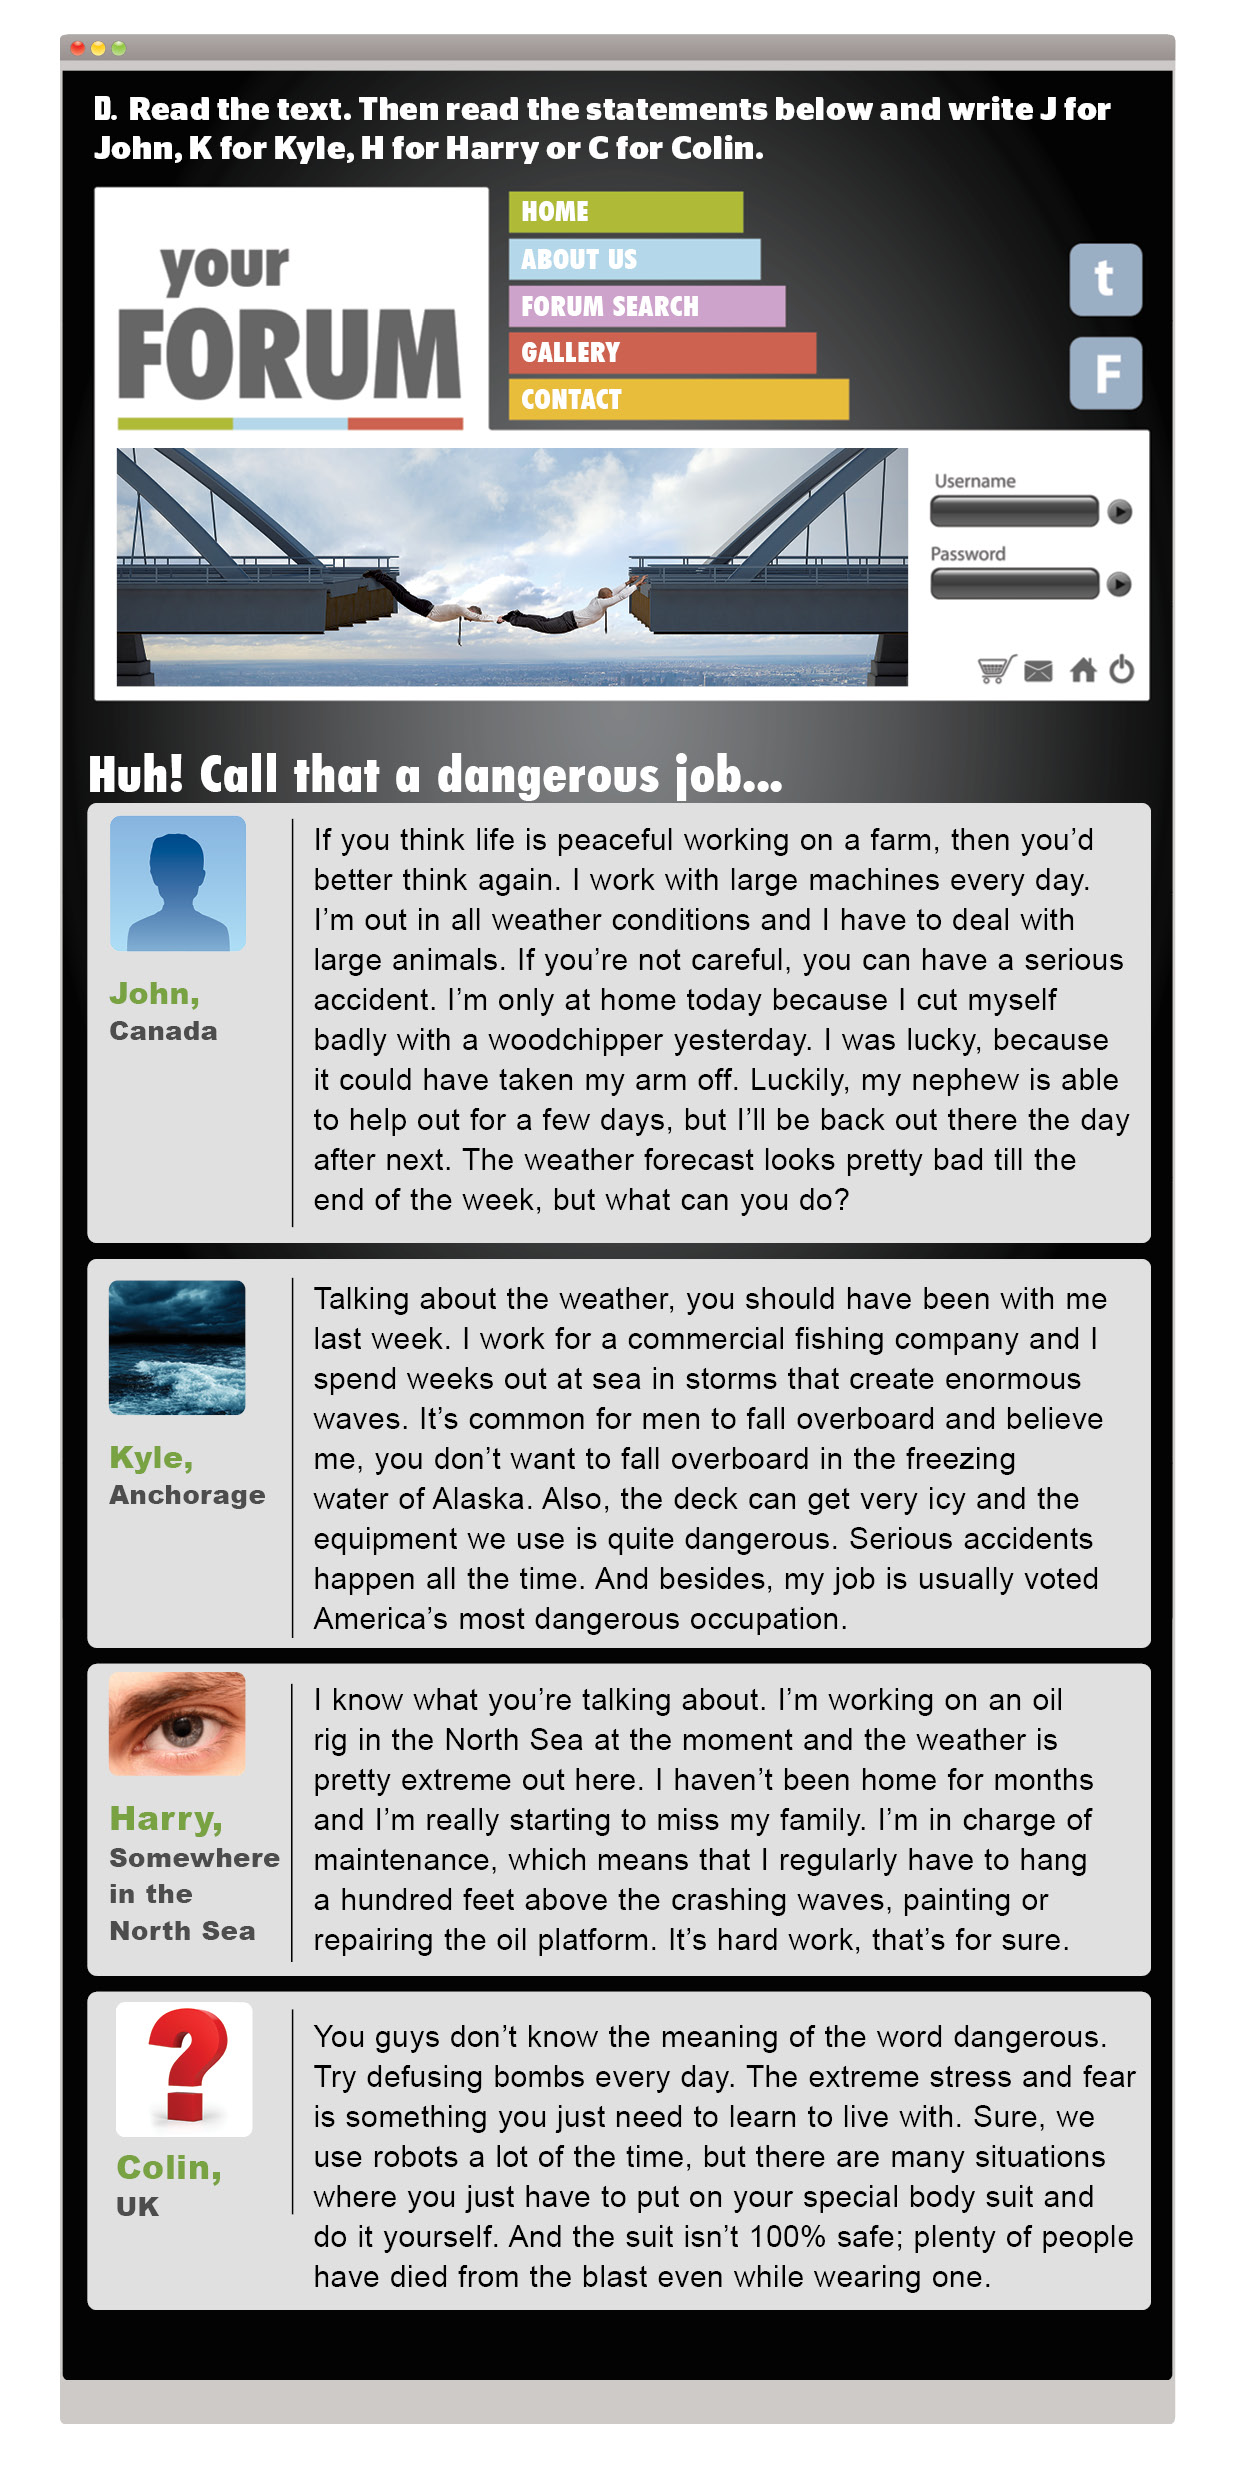 D. Read the text. Then read the statements below and write J for
John, K for Kyle, H for Harry or C for Colin.
your
FORUM
HOME
ABOUT US
FORUM SEARCH
GALLERY
CONTACT
t
F
Username
Password
Huh! Call that a dangerous job...
John,
Canada
If you think life is peaceful working on a farm, then you’d
better think again. I work with large machines every day.
I’m out in all weather conditions and I have to deal with
large animals. If you’re not careful, you can have a serious
accident. I’m only at home today because I cut myself
badly with a woodchipper yesterday. I was lucky, because
it could have taken my arm off. Luckily, my nephew is able
to help out for a few days, but I’ll be back out there the day
after next. The weather forecast looks pretty bad till the
end of the week, but what can you do?
Kyle,
Anchorage
Talking about the weather, you should have been with me
last week. I work for a commercial fishing company and I
spend weeks out at sea in storms that create enormous
waves. It’s common for men to fall overboard and believe
me, you don’t want to fall overboard in the freezing
water of Alaska. Also, the deck can get very icy and the
equipment we use is quite dangerous. Serious accidents
happen all the time. And besides, my job is usually voted
America’s most dangerous occupation.
Harry,
Somewhere
in the
North Sea
I know what you’re talking about. I’m working on an oil
rig in the North Sea at the moment and the weather is
pretty extreme out here. I haven’t been home for months
and I’m really starting to miss my family. I’m in charge of
maintenance, which means that I regularly have to hang
a hundred feet above the crashing waves, painting or
repairing the oil platform. It’s hard work, that’s for sure.
Colin,
UK
You guys don’t know the meaning of the word dangerous.
Try defusing bombs every day. The extreme stress and fear
is something you just need to learn to live with. Sure, we
use robots a lot of the time, but there are many situations
where you just have to put on your special body suit and
do it yourself. And the suit isn’t 100% safe; plenty of people
have died from the blast even while wearing one.